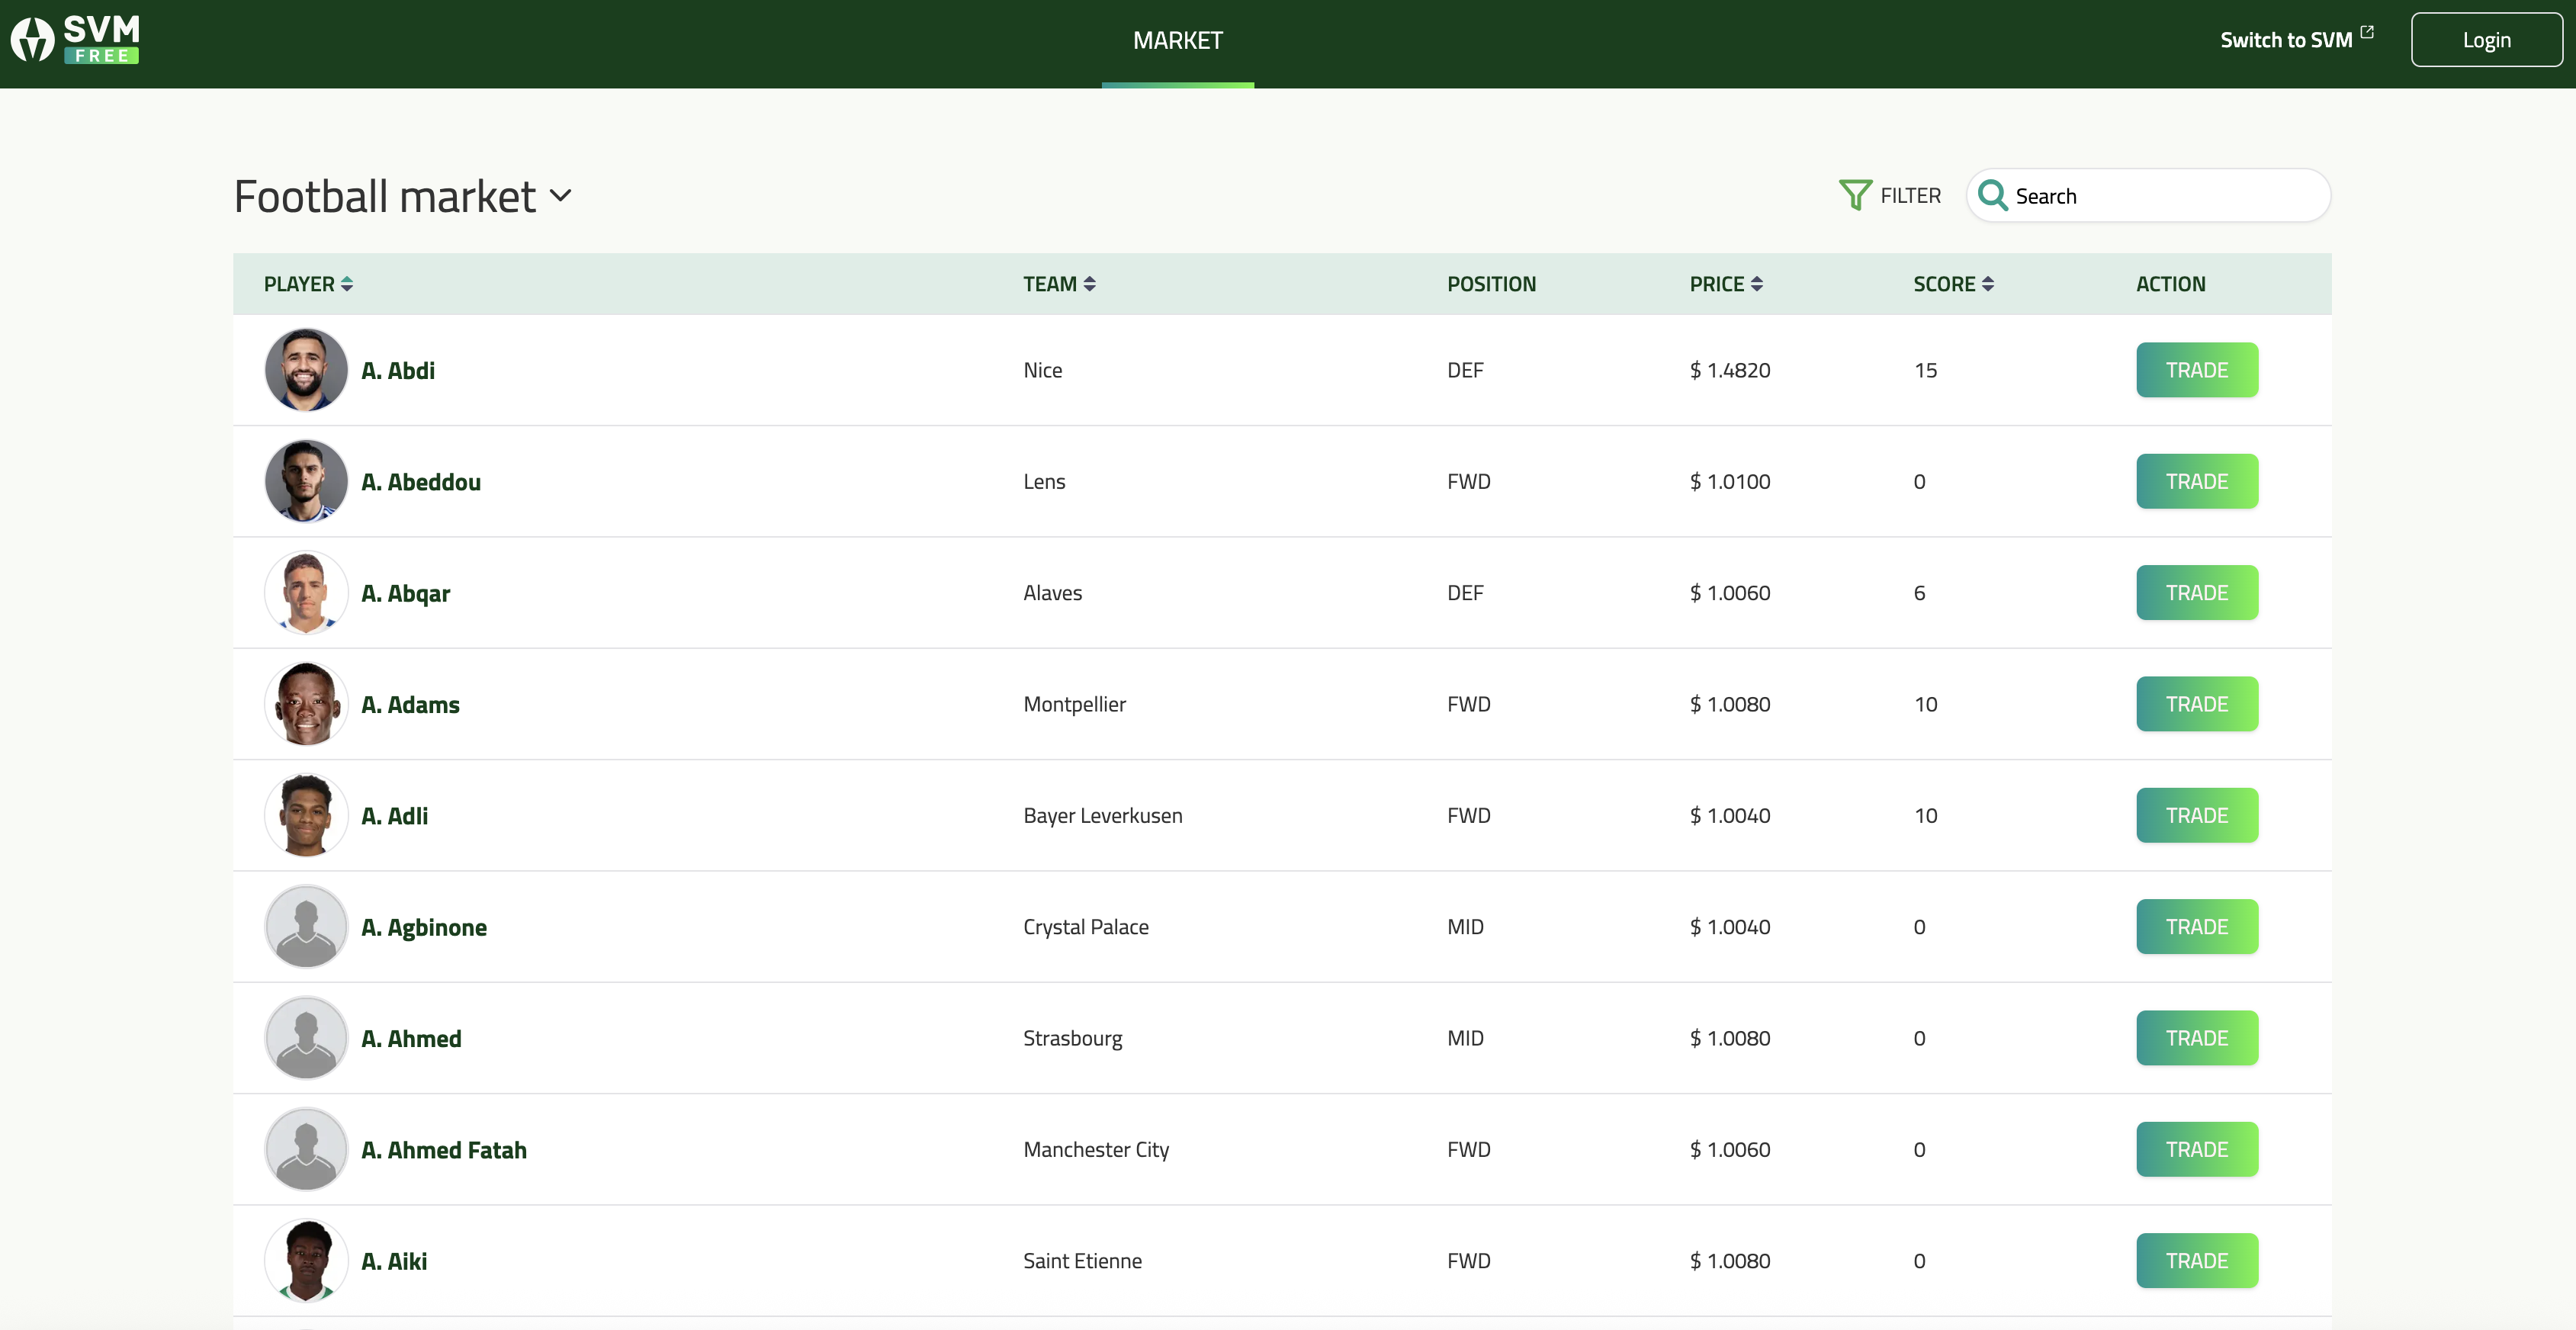 SVM
FREE
MARKET
Switch to SVM
Login
Football market
FILTER
Search
PLAYER TEAM POSITION PRICE SCORE ACTION
A. Abdi Nice DEF $ 1.4820 15 TRADE
A. Abeddou Lens FWD $ 1.0100 0 TRADE
A. Abqar Alaves DEF $ 1.0060 6 TRADE
A. Adams Montpellier FWD $ 1.0080 10 TRADE
A. Adli Bayer Leverkusen FWD $ 1.0040 10 TRADE
A. Agbinone Crystal Palace MID $ 1.0040 0 TRADE
A. Ahmed Strasbourg MID $ 1.0080 0 TRADE
A. Ahmed Fatah Manchester City FWD $ 1.0060 0 TRADE
A. Aiki Saint Etienne FWD $ 1.0080 0 TRADE